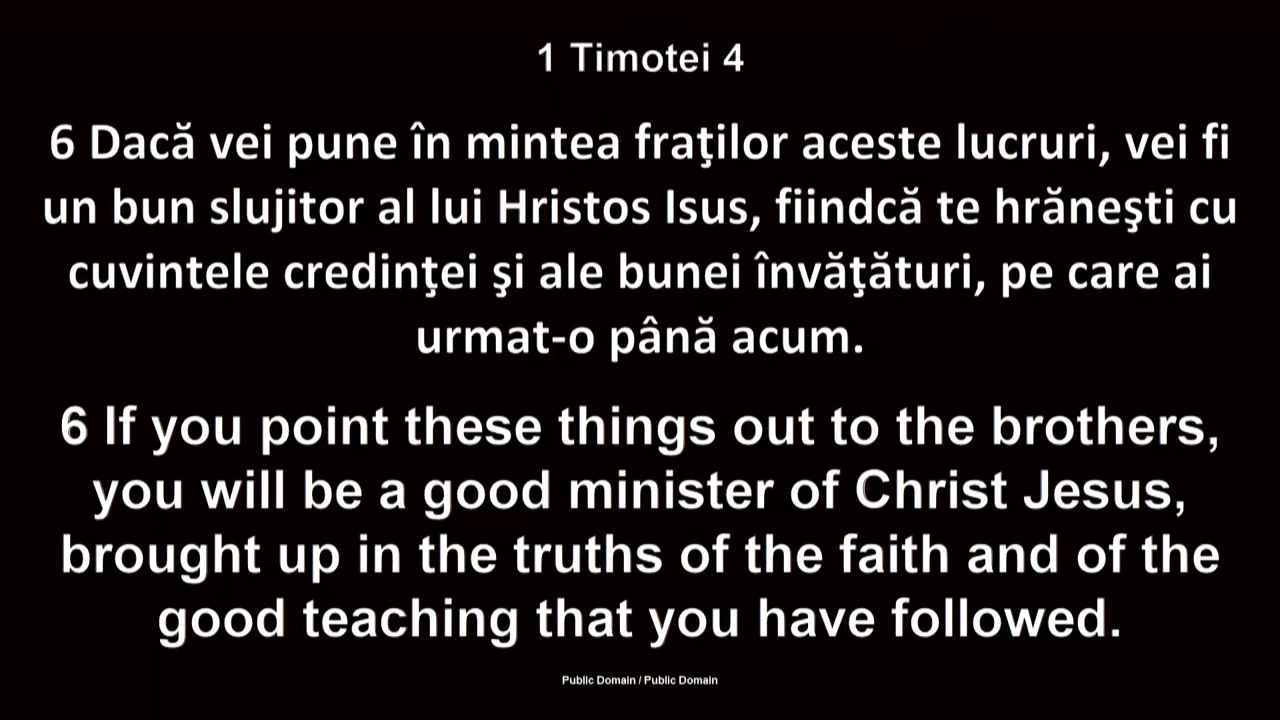 1 Timotei 4
6 Dacă vei pune în mintea fraţilor aceste lucruri, vei fi
un bun slujitor al lui Hristos Isus, fiindcă te hrăneşti cu
cuvintele credinţei şi ale bunei învăţături, pe care ai
urmat-o până acum.
6 If you point these things out to the brothers,
you will be a good minister of Christ Jesus,
brought up in the truths of the faith and of the
good teaching that you have followed.
Public Domain / Public Domain